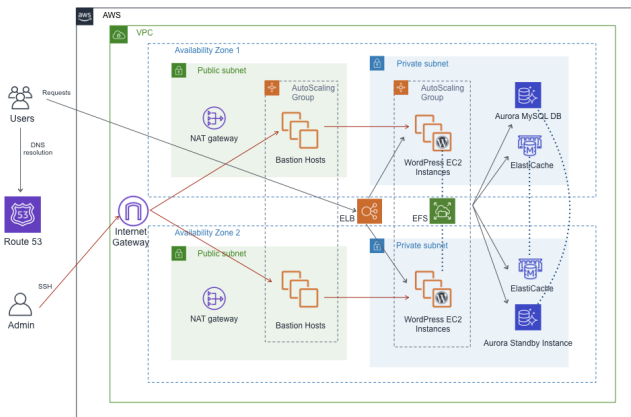 aws
AWS
VPC
Availability Zone 1
Public subnet
Private subnet
AutoScaling
Group
AutoScaling
Group
Requests
Users
NAT gateway
Bastion Hosts
WordPress EC2
Instances
Aurora MySQL DB
ElastiCache
DNS
resolution
53
Route 53
Internet
Gateway
ELB
EFS
Availability Zone 2
Public subnet
Private subnet
SSH
Admin
NAT gateway
Bastion Hosts
WordPress EC2
Instances
ElastiCache
Aurora Standby Instance